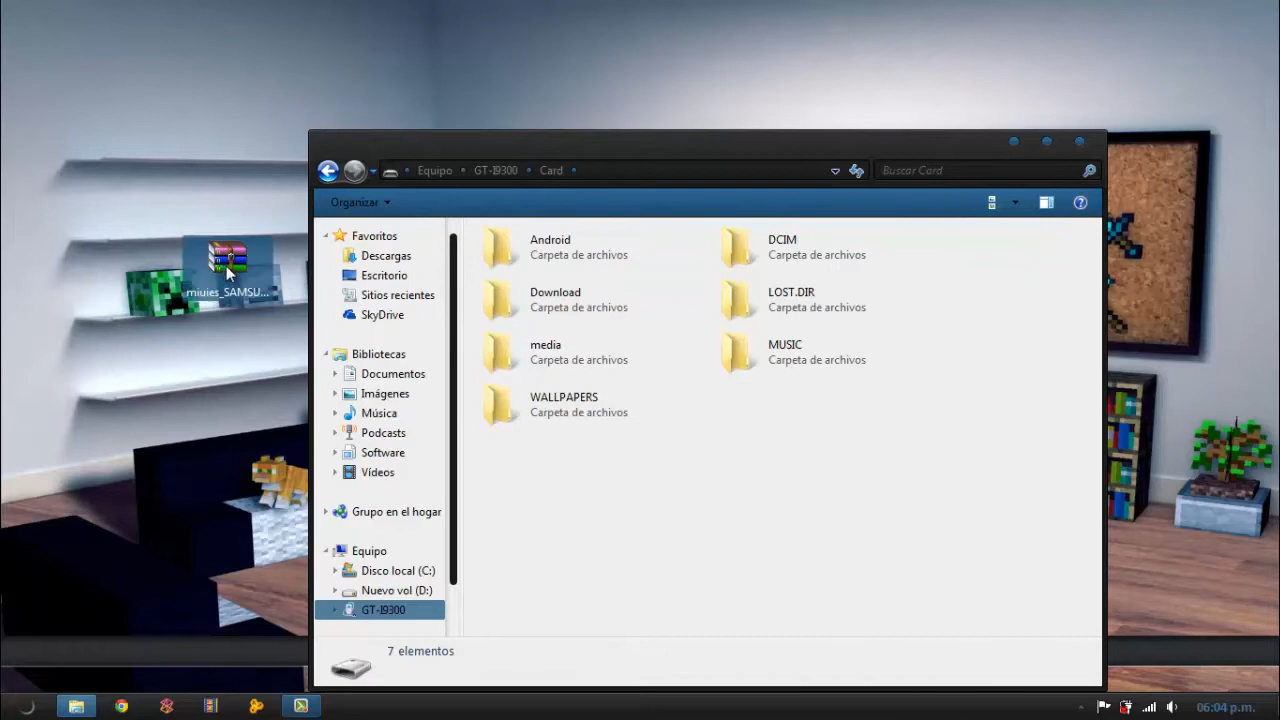 Equipo
GT-I9300
Card
Buscar Card
Organizar
Favoritos
Descargas
Escritorio
Sitios recientes
SkyDrive
Bibliotecas
Documentos
Imágenes
Música
Podcasts
Software
Vídeos
Grupo en el hogar
Equipo
Disco local (C:)
Nuevo vol (D:)
GT-I9300
Android
Carpeta de archivos
DCIM
Carpeta de archivos
Download
Carpeta de archivos
LOST.DIR
Carpeta de archivos
media
Carpeta de archivos
MUSIC
Carpeta de archivos
WALLPAPERS
Carpeta de archivos
7 elementos
miuies_SAMSU...
06:04 p.m.